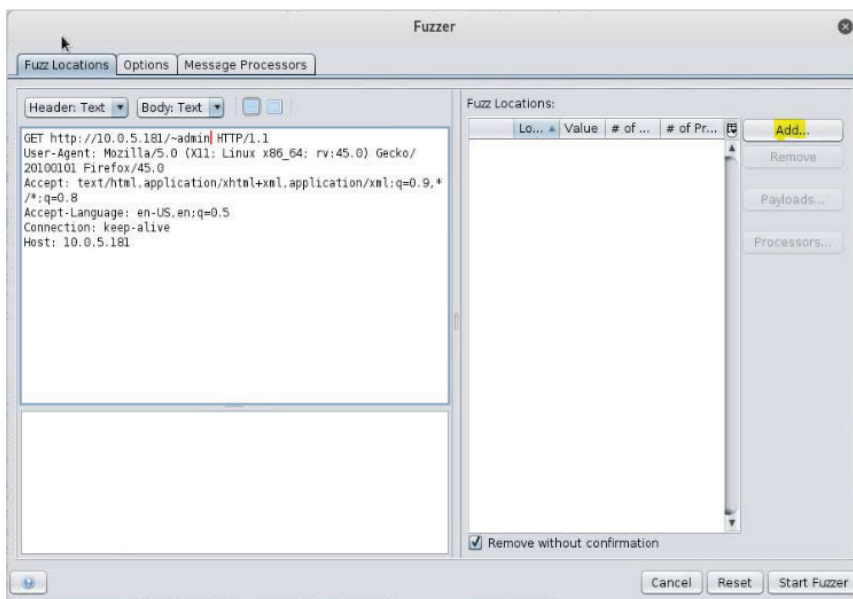 Fuzzer
Fuzz Locations Options Message Processors
Header: Text Body: Text
GET http://10.0.5.181/~admin HTTP/1.1
User-Agent: Mozilla/5.0 (X11; Linux x86_64; rv:45.0) Gecko/
20100101 Firefox/45.0
Accept: text/html,application/xhtml+xml,application/xml;q=0.9,*
/*;q=0.8
Accept-Language: en-US,en;q=0.5
Connection: keep-alive
Host: 10.0.5.181
Fuzz Locations:
Lo... Value # of ... # of Pr...
Add...
Remove
Payloads...
Processors...
Remove without confirmation
Cancel Reset Start Fuzzer